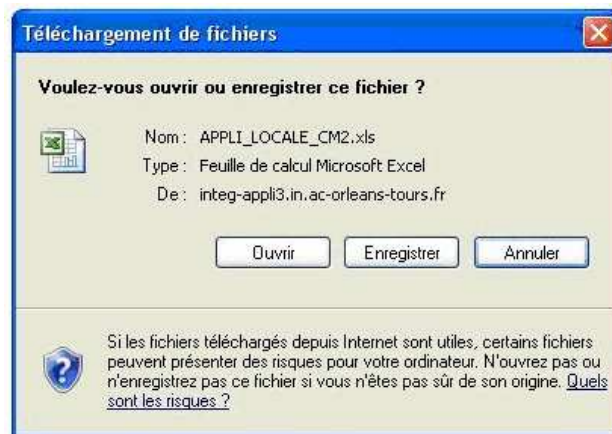 Téléchargement de fichiers
Voulez-vous ouvrir ou enregistrer ce fichier ?
Nom : APPLI_LOCALE_CM2.xls
Type : Feuille de calcul Microsoft Excel
De : integ-appli3.in.ac-orleans-tours.fr
Ouvrir Enregistrer Annuler
Si les fichiers téléchargés depuis Internet sont utiles, certains fichiers
peuvent présenter des risques pour votre ordinateur. N'ouvrez pas ou
n'enregistrez pas ce fichier si vous n'êtes pas sûr de son origine. Quels
sont les risques ?